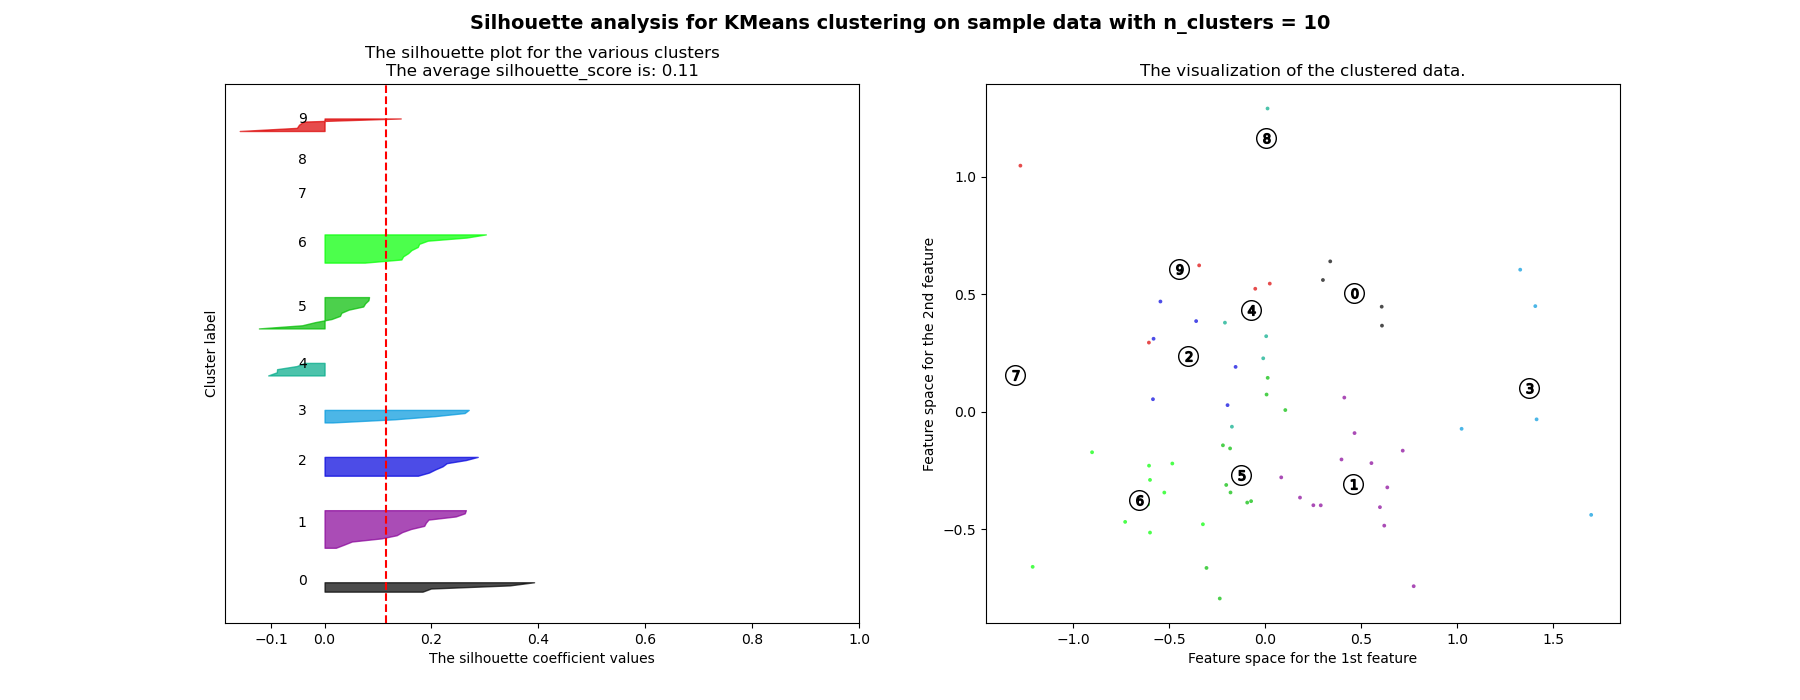 Silhouette analysis for KMeans clustering on sample data with n_clusters = 10
The silhouette plot for the various clusters
The average silhouette_score is: 0.11
9
8
7
6
5
4
3
2
1
0
Cluster label
−0.1 0.0 0.2 0.4 0.6 0.8 1.0
The silhouette coefficient values
The visualization of the clustered data.
1.0
0.5
0.0
−0.5
Feature space for the 2nd feature
8
9
0
4
2
7
3
5
1
6
−1.0 −0.5 0.0 0.5 1.0 1.5
Feature space for the 1st feature